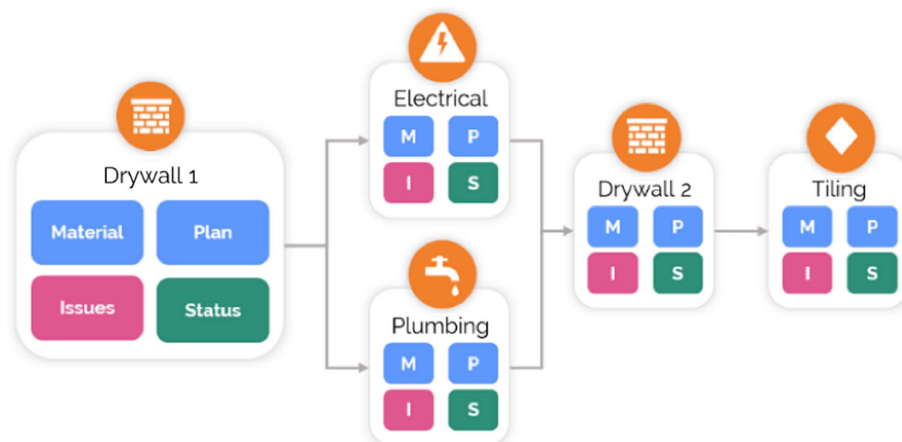 Drywall 1
Material Plan
Issues Status
Electrical
M P
I S
Plumbing
M P
I S
Drywall 2
M P
I S
Tiling
M P
I S